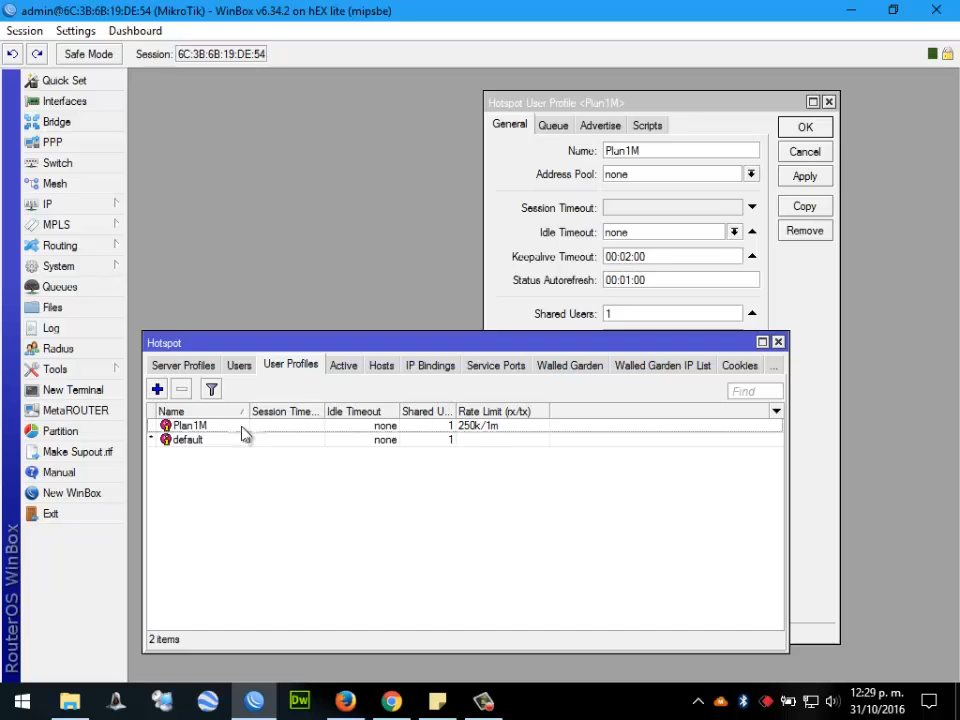 admin@6C:3B:6B:19:DE:54 (MikroTik) - WinBox v6.34.2 on hEX lite (mipsbe)
Session Settings Dashboard
Safe Mode Session: 6C:3B:6B:19:DE:54
Quick Set
Interfaces
Bridge
PPP
Switch
Mesh
IP
MPLS
Routing
System
Queues
Files
Log
Radius
Tools
New Terminal
MetaROUTER
Partition
Make Supout.rif
Manual
New WinBox
Exit
RouterOS WinBox
Hotspot User Profile <Plan1M>
General Queue Advertise Scripts
Name: Plan1M
Address Pool: none
Session Timeout:
Idle Timeout: none
Keepalive Timeout: 00:02:00
Status Autorefresh: 00:01:00
Shared Users: 1
OK
Cancel
Apply
Copy
Remove
Hotspot
Server Profiles Users User Profiles Active Hosts IP Bindings Service Ports Walled Garden Walled Garden IP List Cookies ...
Find
Name / Session Time... Idle Timeout Shared U... Rate Limit (rx/tx)
Plan1M none 1 250k/1m
* default none 1
2 items
Dw
12:29 p. m.
31/10/2016